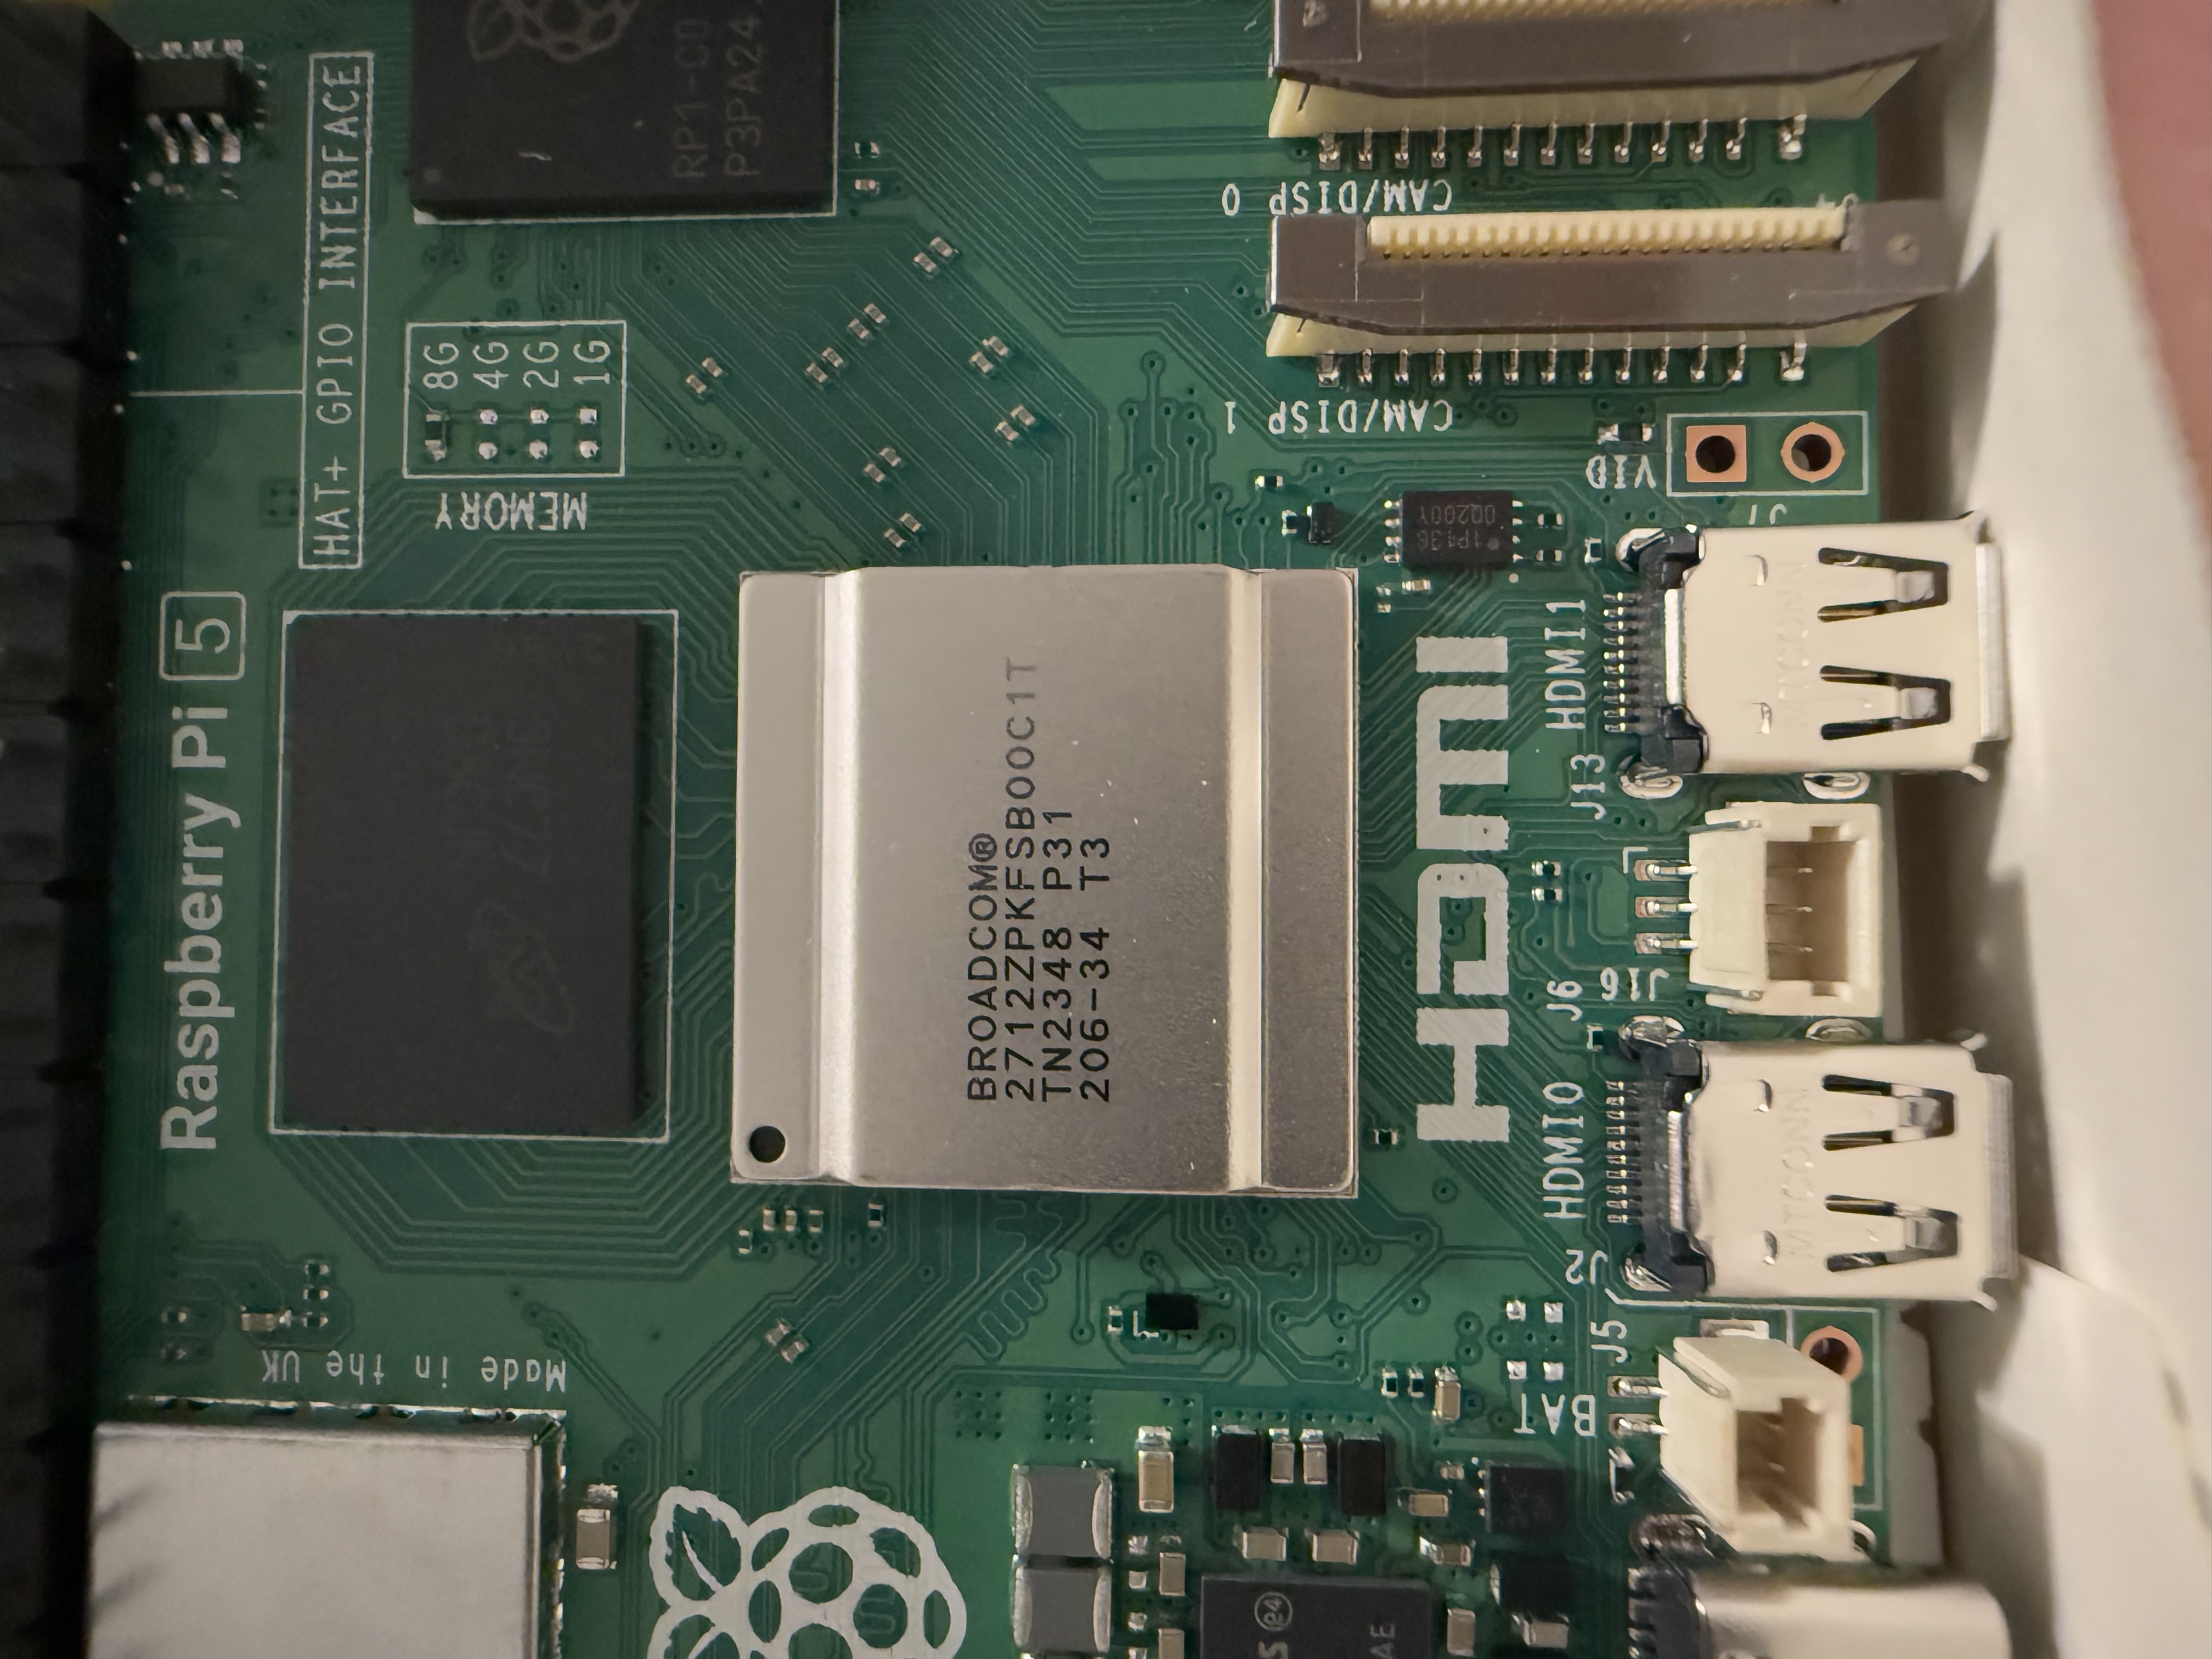 Raspberry Pi 5
Made in the UK
HAT+ GPIO INTERFACE
MEMORY
8G
4G
2G
1G
RP1-C0
P3PA24
BROADCOM®
2712ZPKFSB00C1T
TN2348 P31
206-34 T3
CAM/DISP 1
CAM/DISP 0
HDMI
BAT
J5
J2
HDMI0
J6
J16
J13
HDMI1
VID
J7
MTCONN
MTCONN